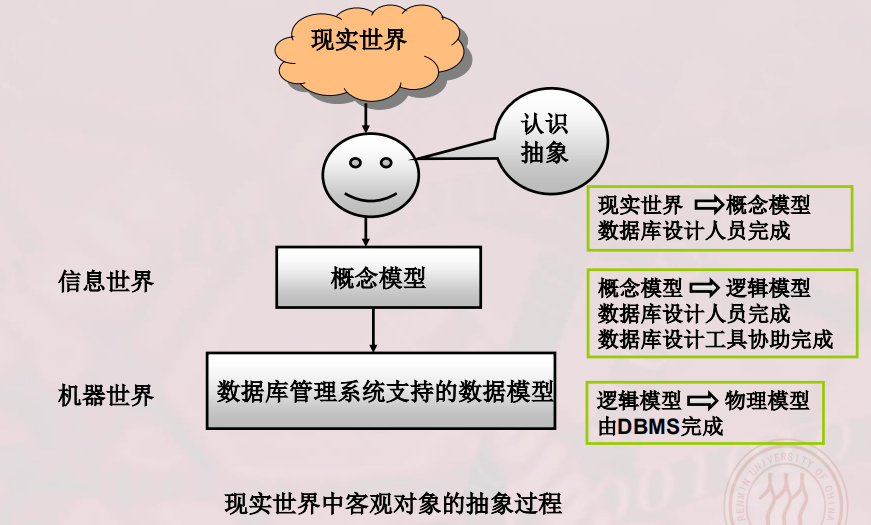 现实世界
认识
抽象
现实世界 ⇨概念模型
数据库设计人员完成
信息世界
概念模型
概念模型 ⇨ 逻辑模型
数据库设计人员完成
数据库设计工具协助完成
机器世界
数据库管理系统支持的数据模型
逻辑模型 ⇨ 物理模型
由DBMS完成
现实世界中客观对象的抽象过程